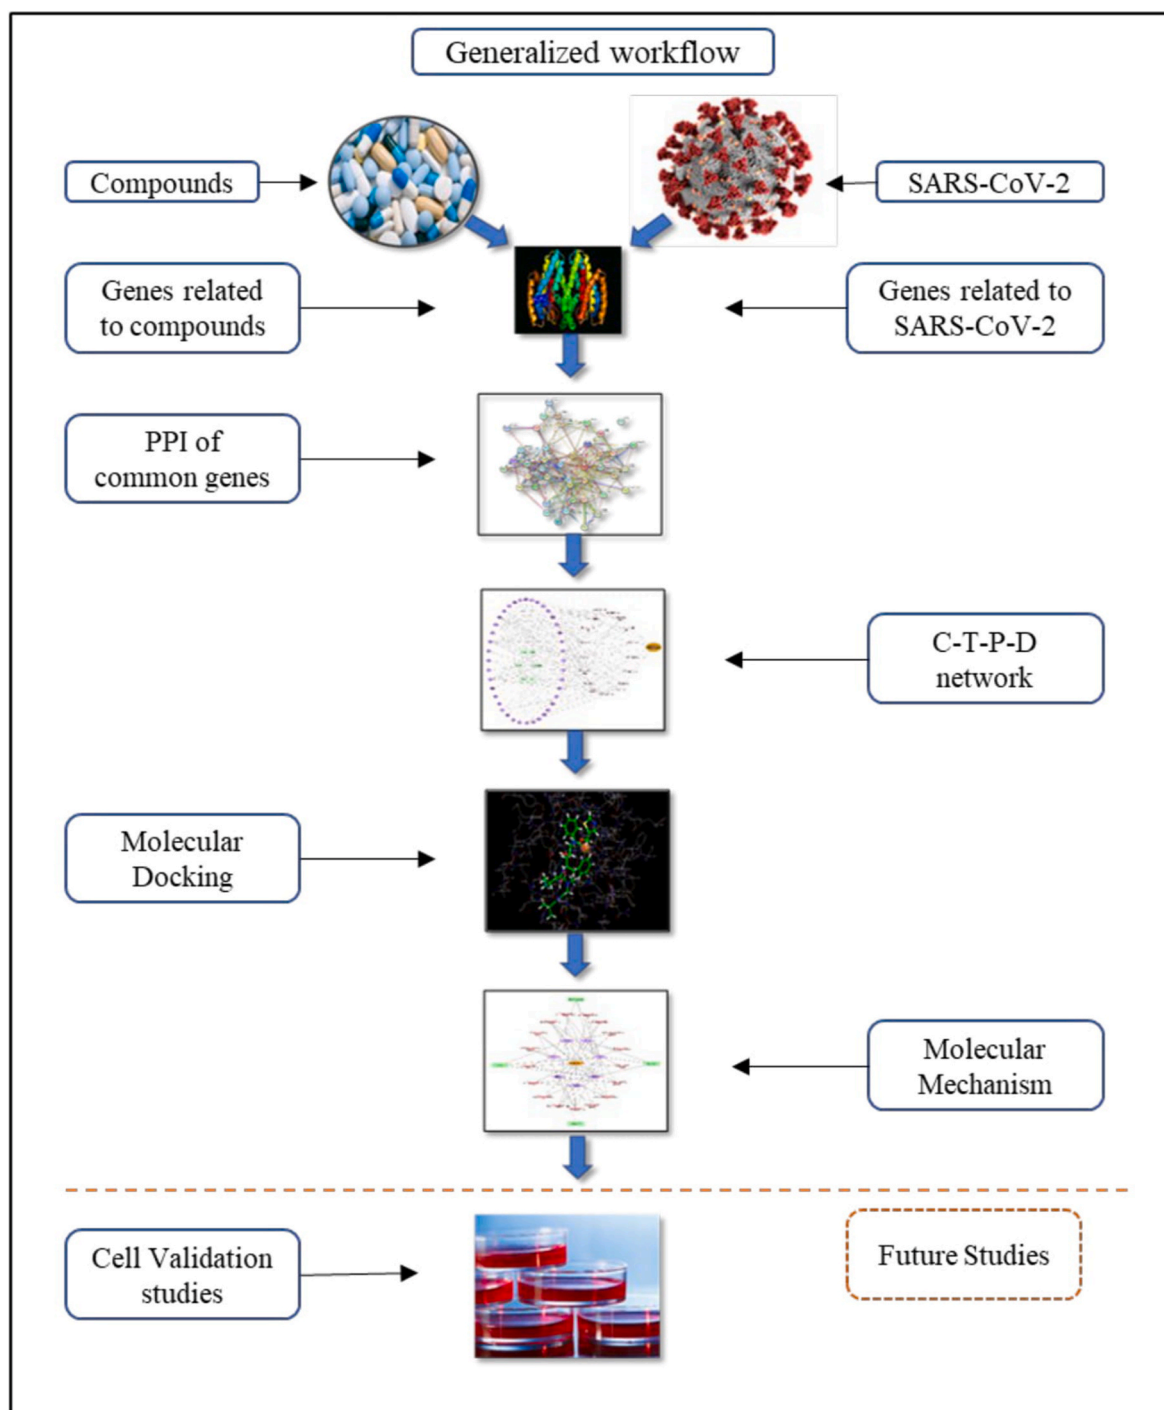 Generalized workflow
Compounds
SARS-CoV-2
Genes related
to compounds
Genes related to
SARS-CoV-2
PPI of
common genes
C-T-P-D
network
Molecular
Docking
Molecular
Mechanism
Cell Validation
studies
Future Studies